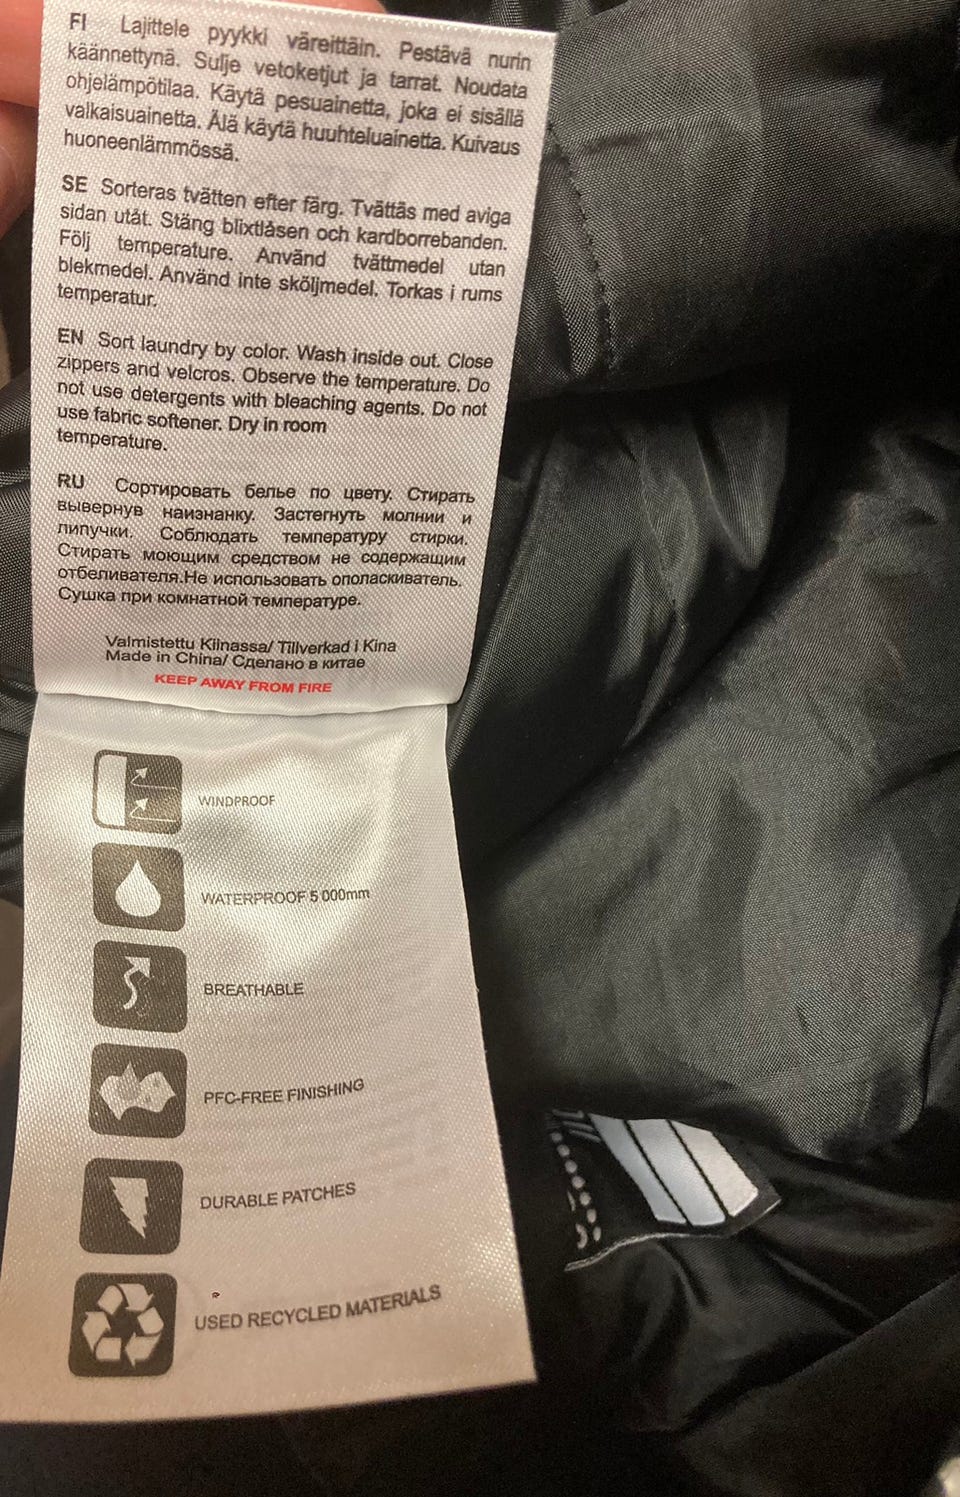 FI Lajittele pyykki väreittäin. Pestävä nurin
käännettynä. Sulje vetoketjut ja tarrat. Noudata
ohjelämpötilaa. Käytä pesuainetta, joka ei sisällä
valkaisuainetta. Älä käytä huuhteluainetta. Kuivaus
huoneenlämmössä.
SE Sorteras tvätten efter färg. Tvättäs med aviga
sidan utåt. Stäng blixtlåsen och kardborrebanden.
Följ temperature. Använd tvättmedel utan
blekmedel. Använd inte sköljmedel. Torkas i rums
temperatur.
EN Sort laundry by color. Wash inside out. Close
zippers and velcros. Observe the temperature. Do
not use detergents with bleaching agents. Do not
use fabric softener. Dry in room
temperature.
RU Сортировать белье по цвету. Стирать
вывернув наизнанку. Застегнуть молнии и
липучки. Соблюдать температуру стирки.
Стирать моющим средством не содержащим
отбеливателя.Не использовать ополаскиватель.
Сушка при комнатной температуре.
Valmistettu Kiinassa/ Tillverkad i Kina
Made in China/ Сделано в китае
KEEP AWAY FROM FIRE
WINDPROOF
WATERPROOF 5 000mm
BREATHABLE
PFC-FREE FINISHING
DURABLE PATCHES
USED RECYCLED MATERIALS